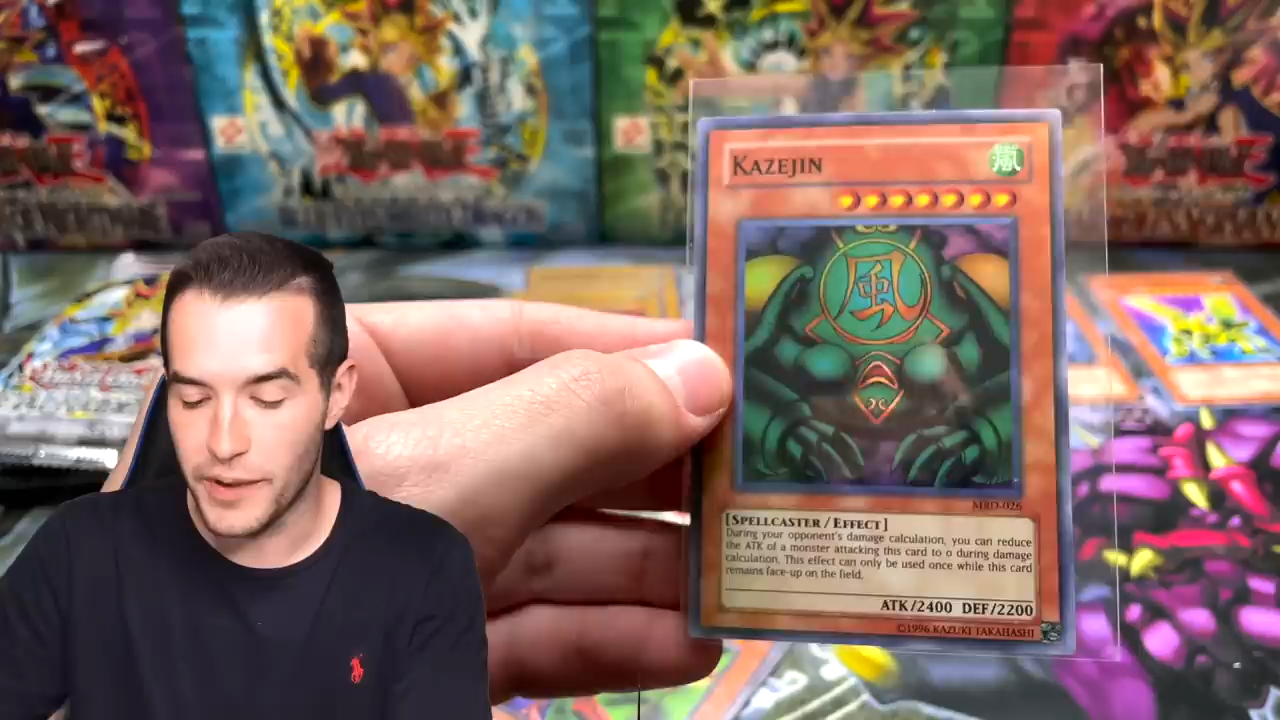 KAZEJIN
風
風
MRD-026
[SPELLCASTER / EFFECT]
During your opponent's damage calculation, you can reduce
the ATK of a monster attacking this card to 0 during damage
calculation. This effect can only be used once while this card
remains face-up on the field.
ATK/2400 DEF/2200
©1996 KAZUKI TAKAHASHI